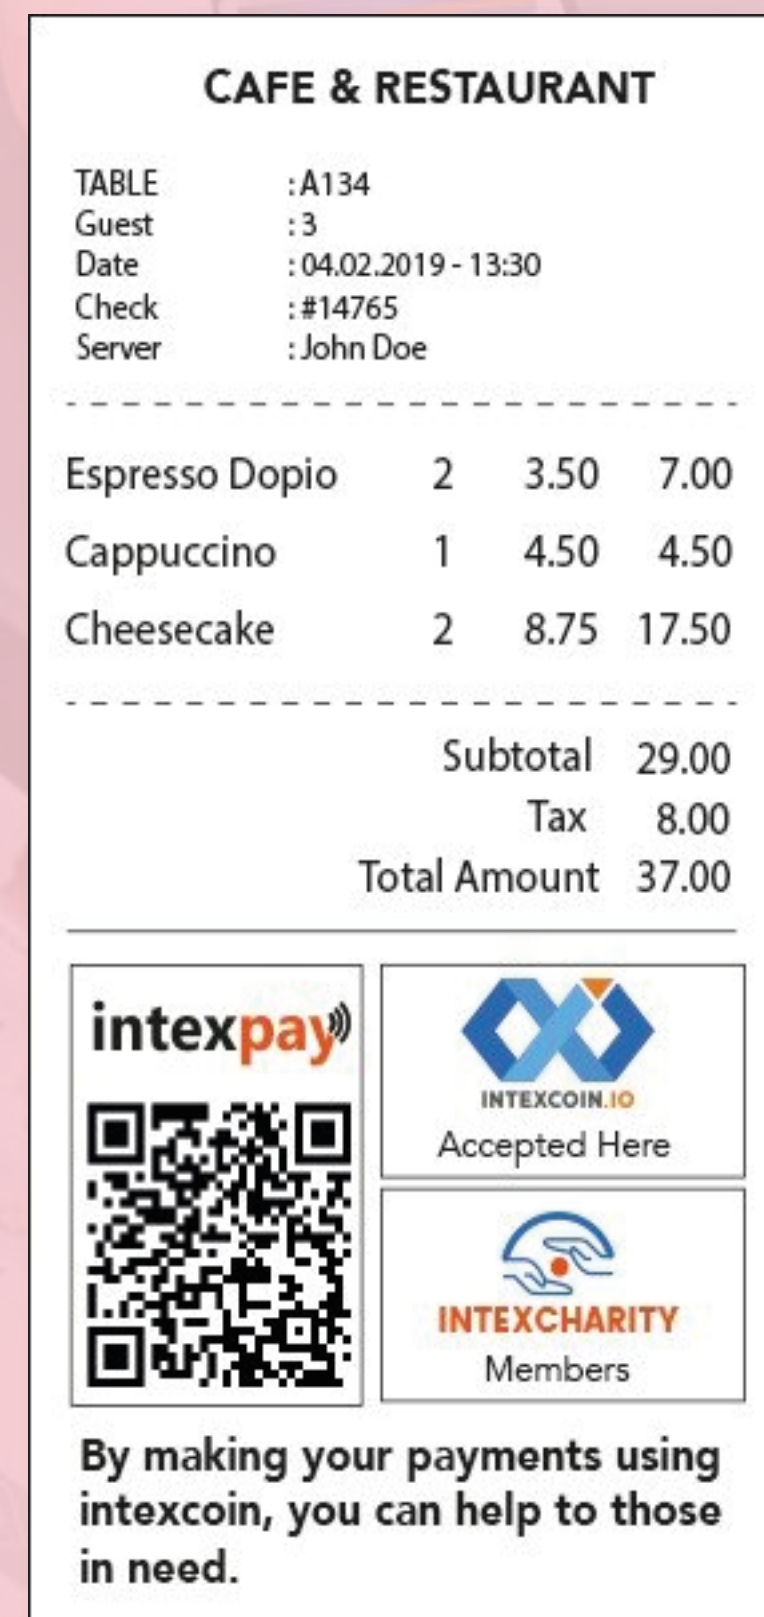 CAFE & RESTAURANT
TABLE : A134
Guest : 3
Date : 04.02.2019 - 13:30
Check : #14765
Server : John Doe
Espresso Dopio 2 3.50 7.00
Cappuccino 1 4.50 4.50
Cheesecake 2 8.75 17.50
Subtotal 29.00
Tax 8.00
Total Amount 37.00
intexpay
INTEXCOIN.IO
Accepted Here
INTEXCHARITY
Members
By making your payments using
intexcoin, you can help to those
in need.